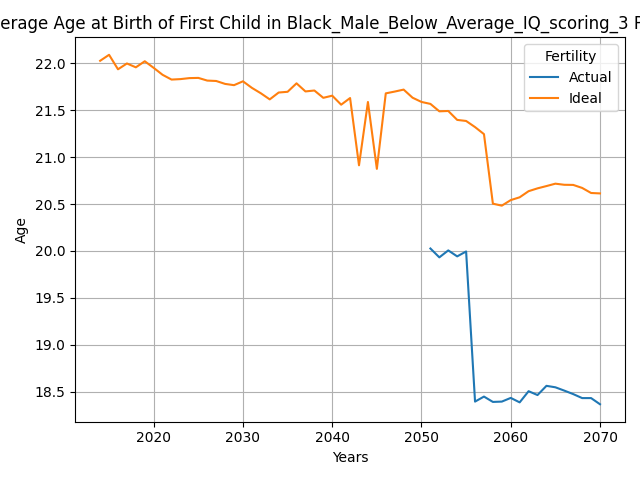 erage Age at Birth of First Child in Black_Male_Below_Average_IQ_scoring_3
Fertility
Actual
Ideal
22.0
21.5
21.0
20.5
20.0
19.5
19.0
18.5
Age
2020 2030 2040 2050 2060 2070
Years